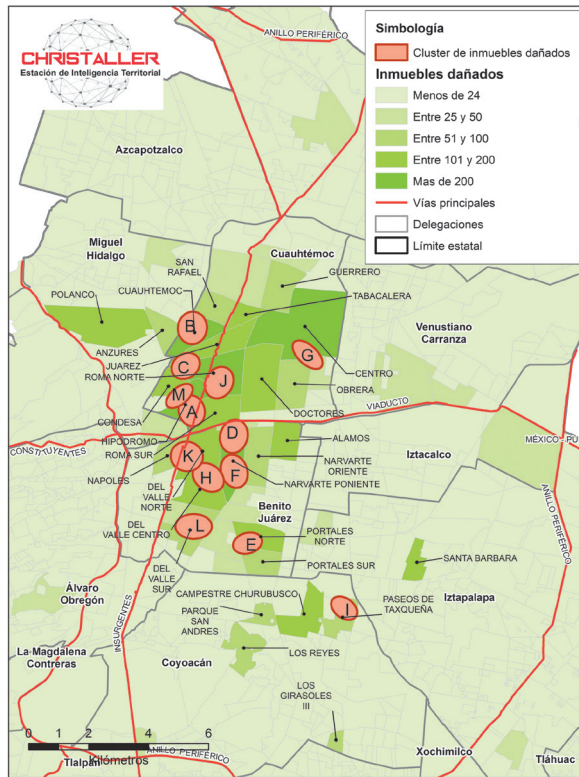 CHRISTALLER
Estación de Inteligencia Territorial
ANILLO PERIFÉRICO
Simbología
Cluster de inmuebles dañados
Inmuebles dañados
Menos de 24
Entre 25 y 50
Entre 51 y 100
Entre 101 y 200
Mas de 200
Vías principales
Delegaciones
Límite estatal
Azcapotzalco
Miguel
Hidalgo
SAN
RAFAEL
Cuauhtémoc
GUERRERO
CUAUHTEMOC
TABACALERA
POLANCO
B
Venustiano
Carranza
ANZURES
JUAREZ
G
C
CENTRO
ROMA NORTE
J
M
OBRERA
A
DOCTORES
CONDESA
VIADUCTO
HIPODROMO
D
ALAMOS
CONSTITUYENTES
ROMA SUR
MÉXICO - PU
K
Iztacalco
NAPOLES
F
NARVARTE
ORIENTE
H
DEL
VALLE
NORTE
NARVARTE PONIENTE
ANILLO PERIFÉRICO
Benito
Juárez
DEL
VALLE CENTRO
L
PORTALES
NORTE
E
SANTA BARBARA
DEL
VALLE
SUR
PORTALES SUR
Álvaro
Obregón
CAMPESTRE CHURUBUSCO
I
PASEOS DE
TAXQUEÑA
Iztapalapa
PARQUE
SAN
ANDRES
INSURGENTES
La Magdalena
Contreras
Coyoacán
LOS REYES
LOS
GIRASOLES
III
0 2 4 6
Kilómetros
ANILLO PERIFÉRICO
Tlalpan
Xochimilco
Tláhuac